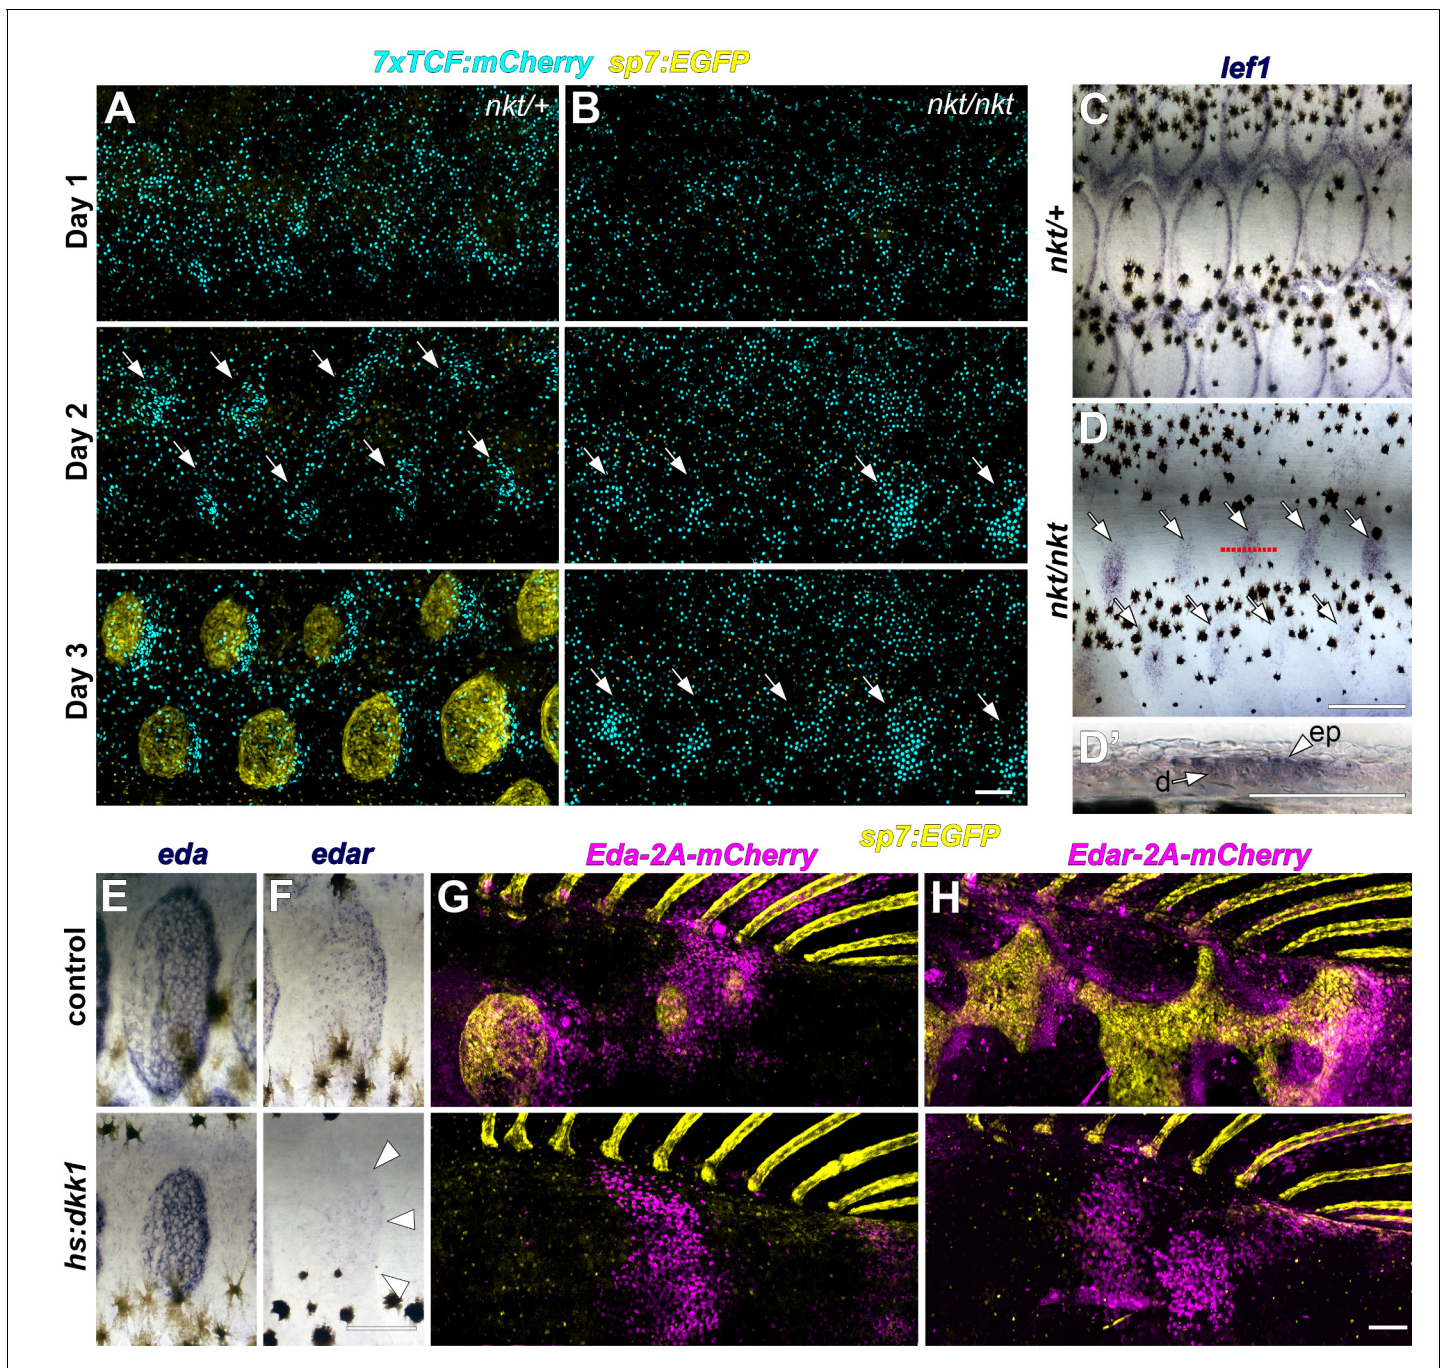 7xTCF:mCherry sp7:EGFP
lef1
A nkt/+
B nkt/nkt
C
Day 1
nkt/+
Day 2
D
nkt/nkt
Day 3
D’
ep
d
sp7:EGFP
eda
edar
Eda-2A-mCherry
Edar-2A-mCherry
E
F
G
H
control
hs:dkk1